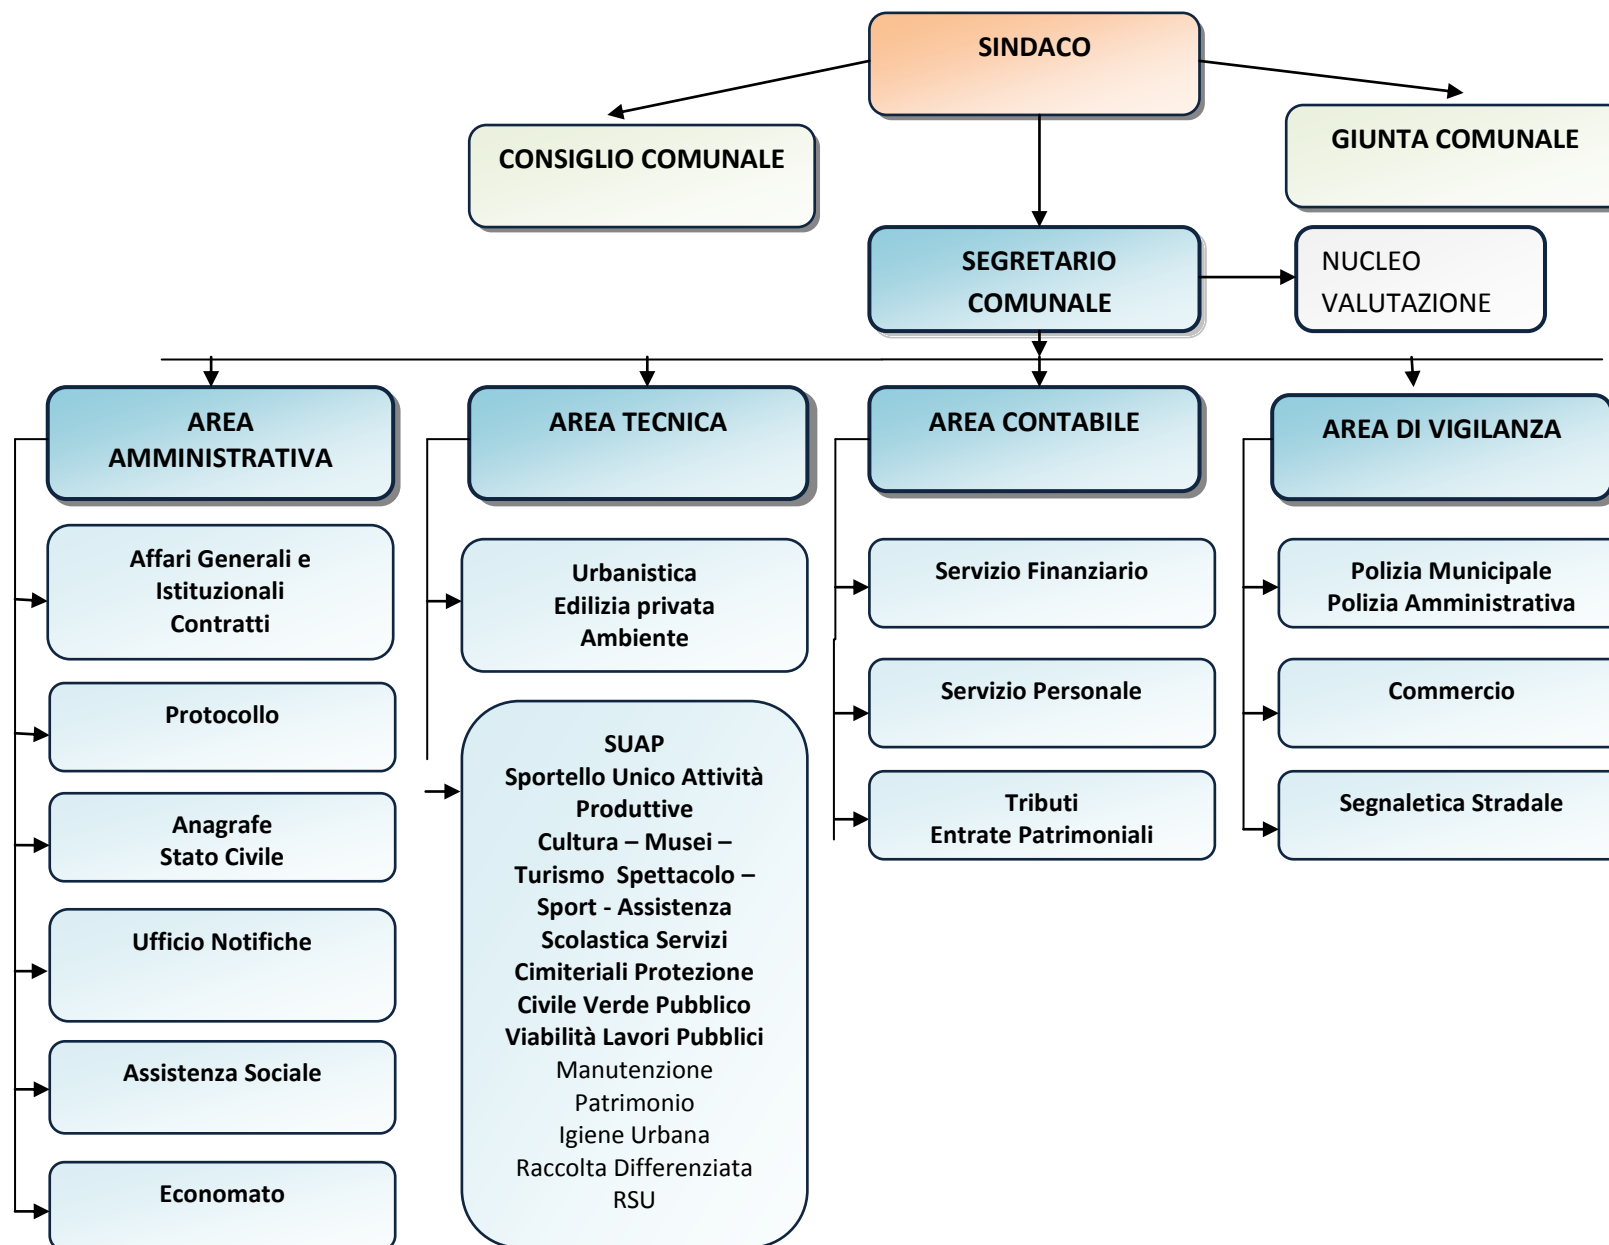 SINDACO
CONSIGLIO COMUNALE
GIUNTA COMUNALE
SEGRETARIO
COMUNALE
NUCLEO
VALUTAZIONE
AREA
AMMINISTRATIVA
Affari Generali e
Istituzionali
Contratti
Protocollo
Anagrafe
Stato Civile
Ufficio Notifiche
Assistenza Sociale
Economato
AREA TECNICA
Urbanistica
Edilizia privata
Ambiente
SUAP
Sportello Unico Attività
Produttive
Cultura – Musei –
Turismo  Spettacolo –
Sport - Assistenza
Scolastica Servizi
Cimiteriali Protezione
Civile Verde Pubblico
Viabilità Lavori Pubblici
Manutenzione
Patrimonio
Igiene Urbana
Raccolta Differenziata
RSU
AREA CONTABILE
Servizio Finanziario
Servizio Personale
Tributi
Entrate Patrimoniali
AREA DI VIGILANZA
Polizia Municipale
Polizia Amministrativa
Commercio
Segnaletica Stradale